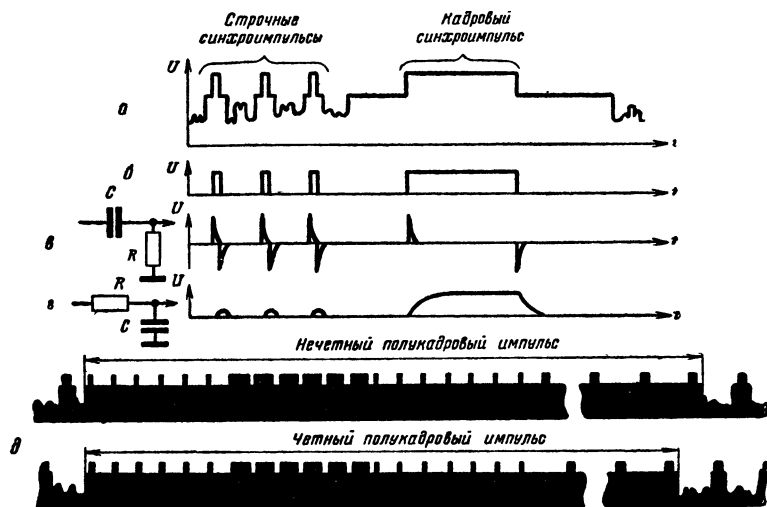 Строчные синхроимпульсы
Кадровый синхроимпульс
U
а
t
б
U
t
C
U
в
R
t
R
U
г
C
t
Нечетный полукадровый импульс
д
Четный полукадровый импульс